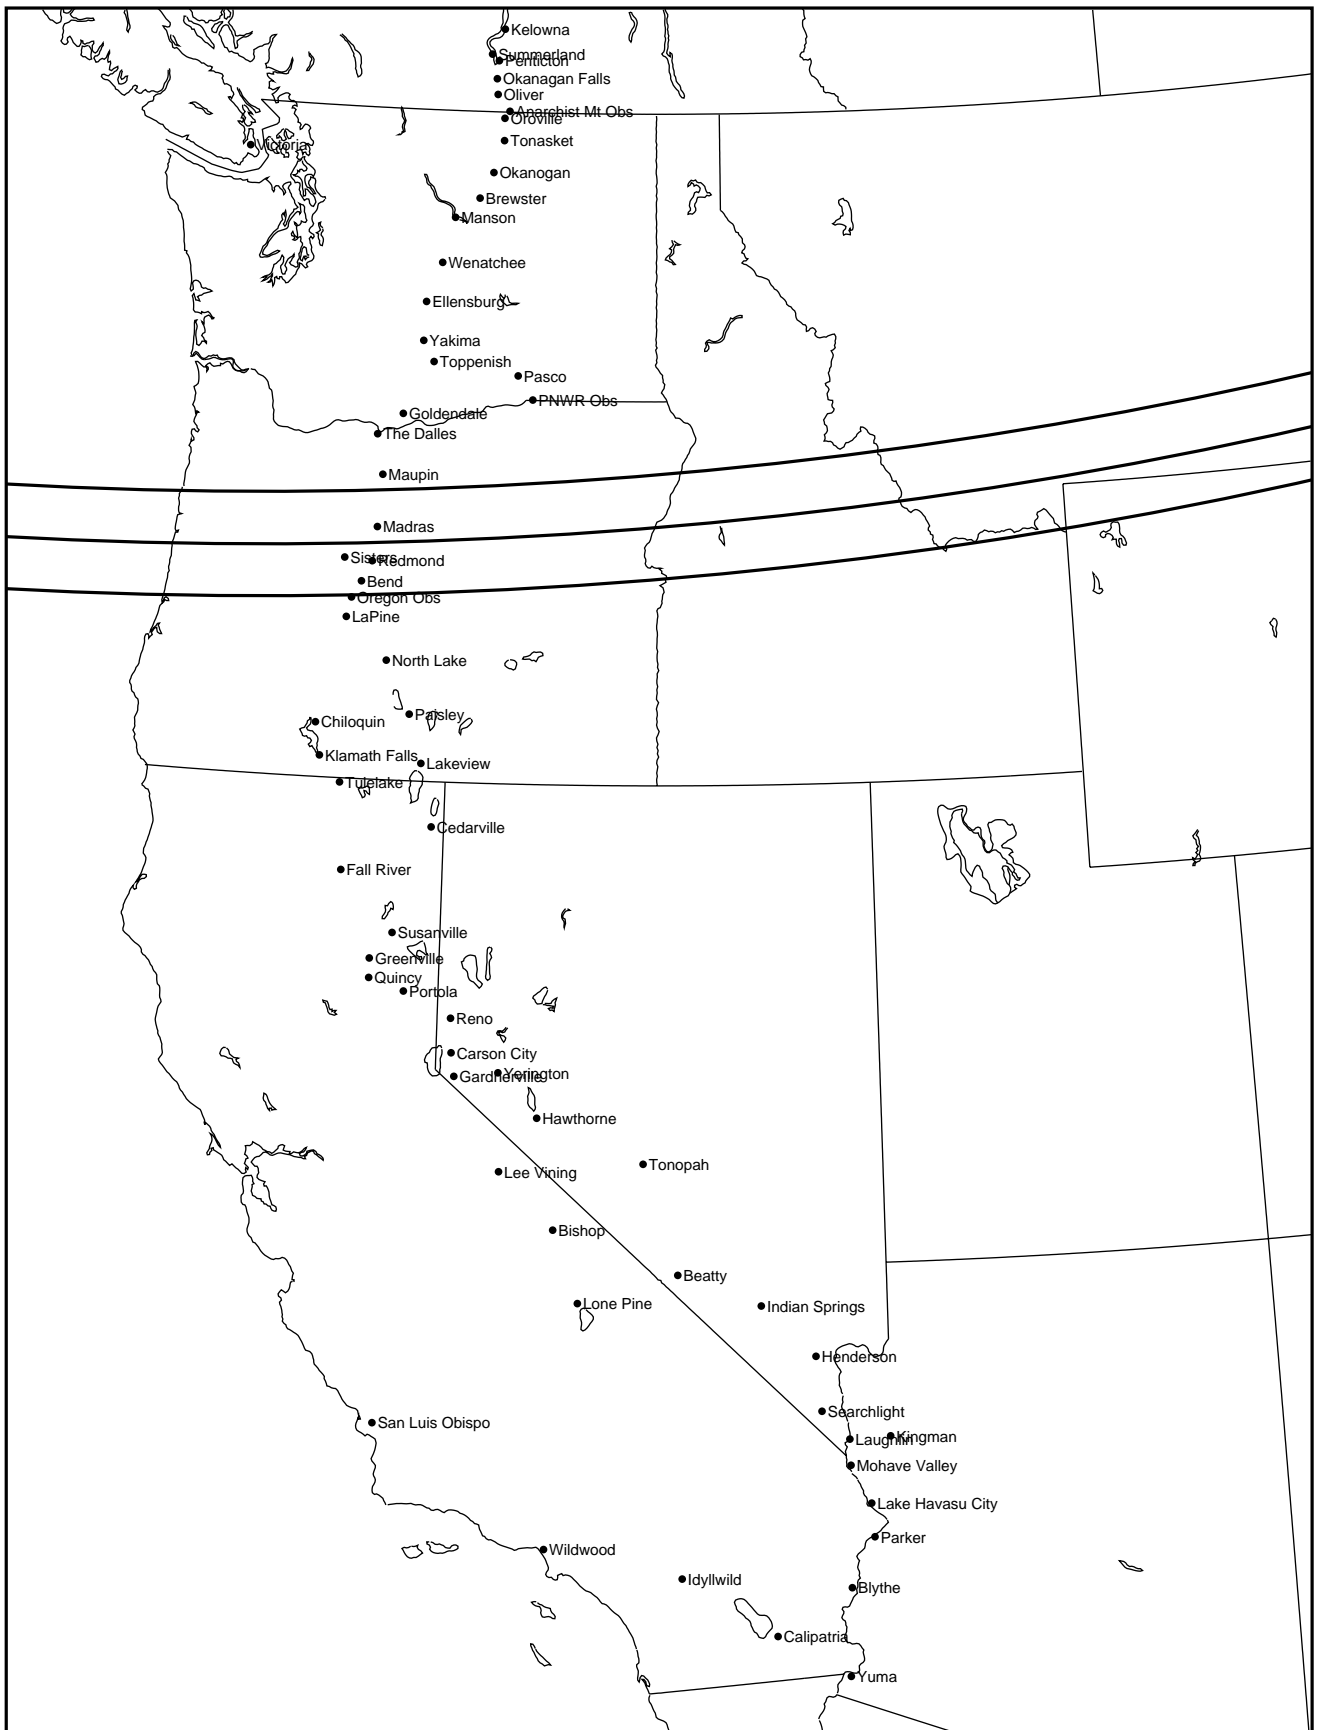 Kelowna
Summerland
Penticton
Okanagan Falls
Oliver
Anarchist Mt Obs
Oroville
Tonasket
Victoria
Okanogan
Brewster
Manson
Wenatchee
Ellensburg
Yakima
Toppenish
Pasco
PNWR Obs
Goldendale
The Dalles
Maupin
Madras
Sisters
Redmond
Bend
Oregon Obs
LaPine
North Lake
Paisley
Chiloquin
Klamath Falls
Lakeview
Tulelake
Cedarville
Fall River
Susanville
Greenville
Quincy
Portola
Reno
Carson City
Gardnerville
Yerington
Hawthorne
Tonopah
Lee Vining
Bishop
Beatty
Lone Pine
Indian Springs
Henderson
Searchlight
San Luis Obispo
Kingman
Laughlin
Mohave Valley
Lake Havasu City
Parker
Wildwood
Idyllwild
Blythe
Calipatria
Yuma